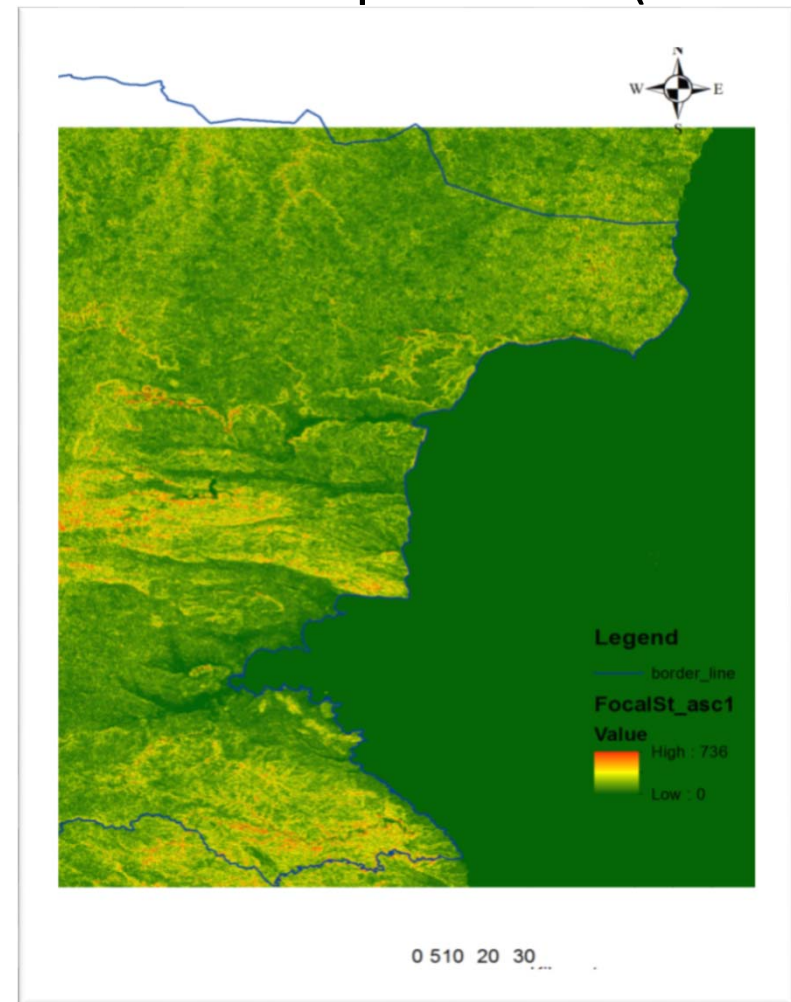 N
W E
S
Legend
border_line
FocalSt_asc1
Value
High : 736
Low : 0
0 510 20 30